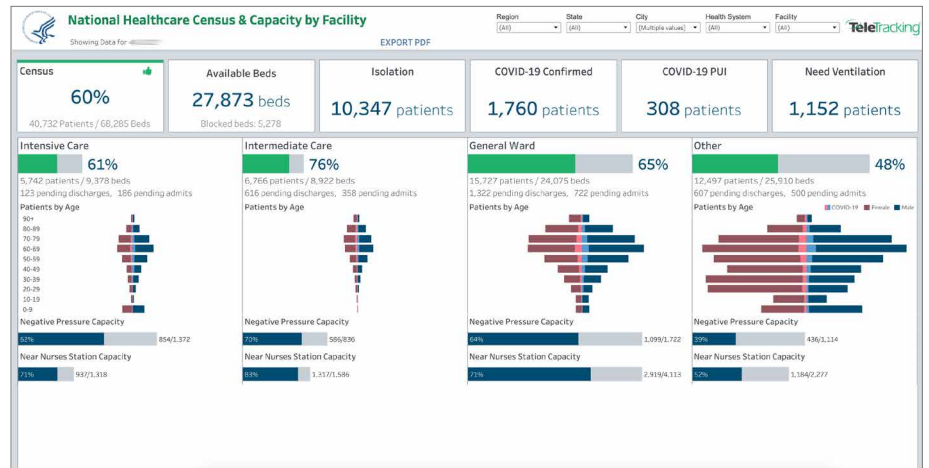 National Healthcare Census & Capacity by Facility
Showing Data for
EXPORT PDF
Region
(All)
State
(All)
City
(Multiple values)
Health System
(All)
Facility
(All)
TeleTracking
Census
60%
40,732 Patients / 68,285 Beds
Available Beds
27,873 beds
Blocked beds: 5,278
Isolation
10,347 patients
COVID-19 Confirmed
1,760 patients
COVID-19 PUI
308 patients
Need Ventilation
1,152 patients
Intensive Care
61%
5,742 patients / 9,378 beds
123 pending discharges, 186 pending admits
Patients by Age
90+
80-89
70-79
60-69
50-59
40-49
30-39
20-29
10-19
0-9
Negative Pressure Capacity
62%
854/1,372
Near Nurses Station Capacity
71%
937/1,318
Intermediate Care
76%
6,766 patients / 8,922 beds
616 pending discharges, 358 pending admits
Patients by Age
Negative Pressure Capacity
70%
586/836
Near Nurses Station Capacity
83%
1,317/1,586
General Ward
65%
15,727 patients / 24,075 beds
1,322 pending discharges, 722 pending admits
Patients by Age
Negative Pressure Capacity
64%
1,099/1,722
Near Nurses Station Capacity
71%
2,919/4,113
Other
48%
12,497 patients / 25,910 beds
607 pending discharges, 500 pending admits
Patients by Age
COVID-19 Female Male
Negative Pressure Capacity
39%
436/1,114
Near Nurses Station Capacity
52%
1,184/2,277